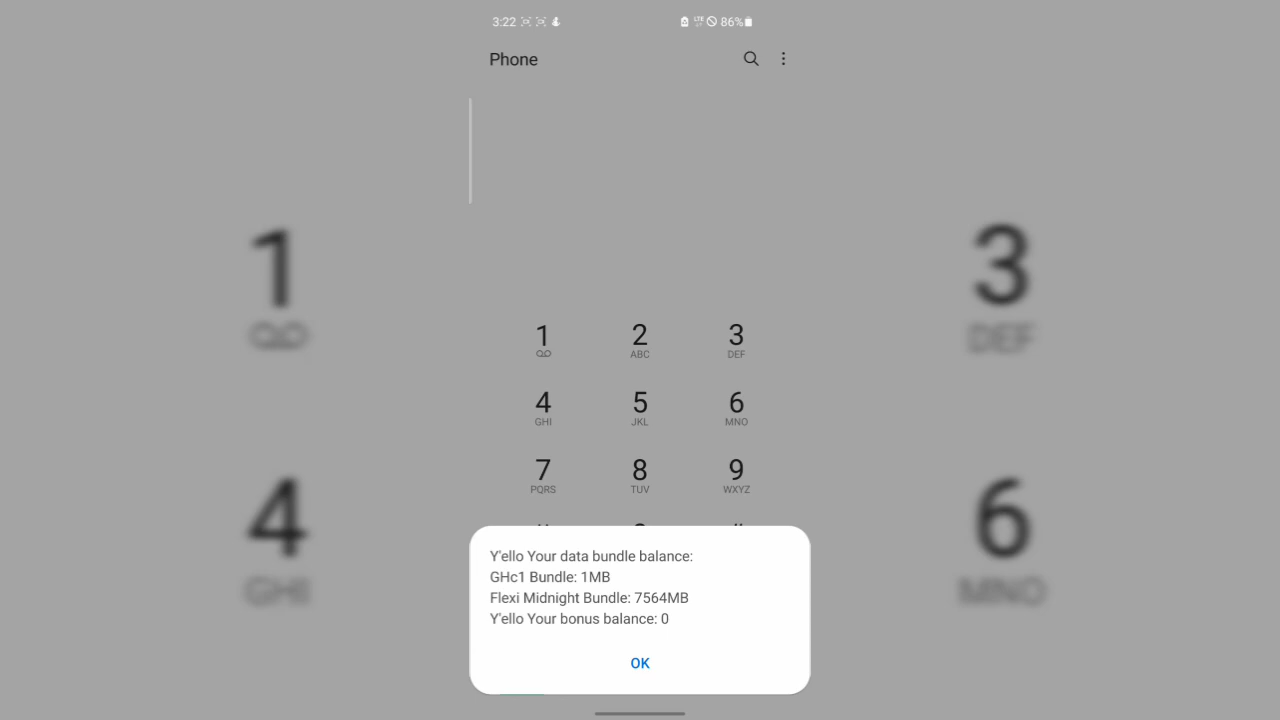 3:22
LTE
86%
Phone
1
2 ABC
3 DEF
4 GHI
5 JKL
6 MNO
7 PQRS
8 TUV
9 WXYZ
1
3
DEF
4
GHI
6
MNO
Y'ello Your data bundle balance:
GHc1 Bundle: 1MB
Flexi Midnight Bundle: 7564MB
Y'ello Your bonus balance: 0
OK